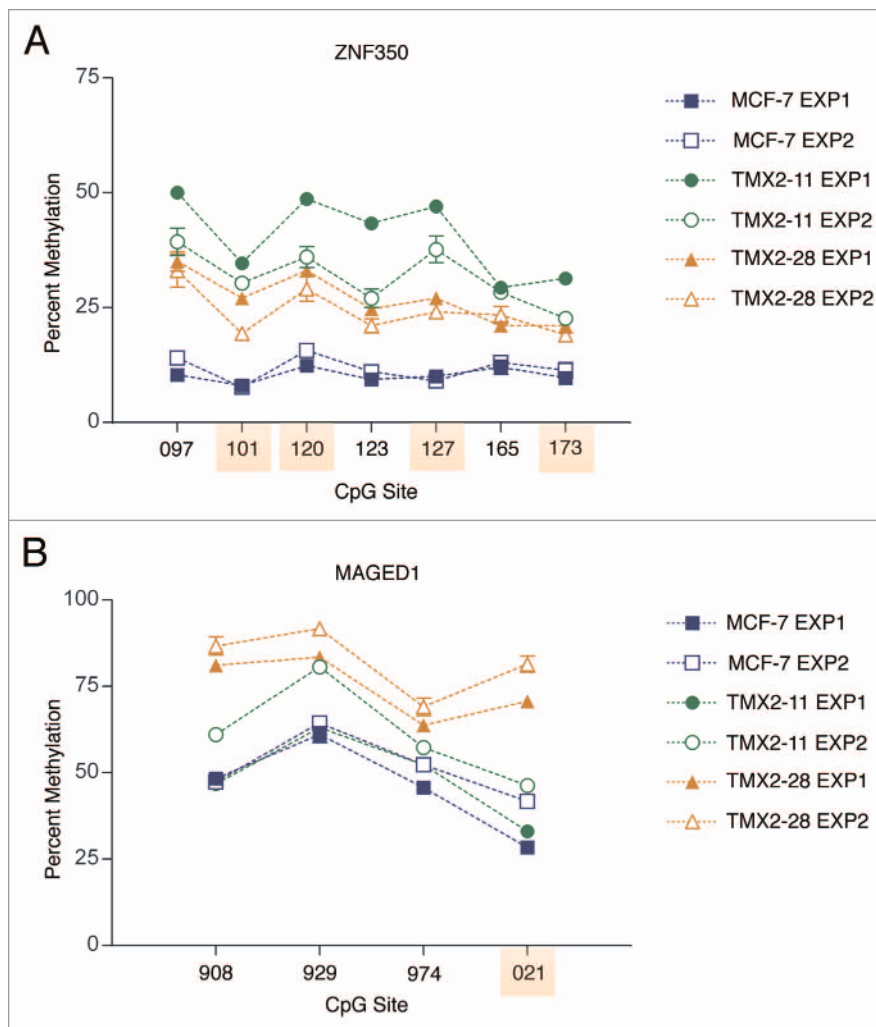 A
ZNF350
75
50
25
0
Percent Methylation
097 101 120 123 127 165 173
CpG Site
MCF-7 EXP1
MCF-7 EXP2
TMX2-11 EXP1
TMX2-11 EXP2
TMX2-28 EXP1
TMX2-28 EXP2
B
MAGED1
100
75
50
25
0
Percent Methylation
908 929 974 021
CpG Site
MCF-7 EXP1
MCF-7 EXP2
TMX2-11 EXP1
TMX2-11 EXP2
TMX2-28 EXP1
TMX2-28 EXP2